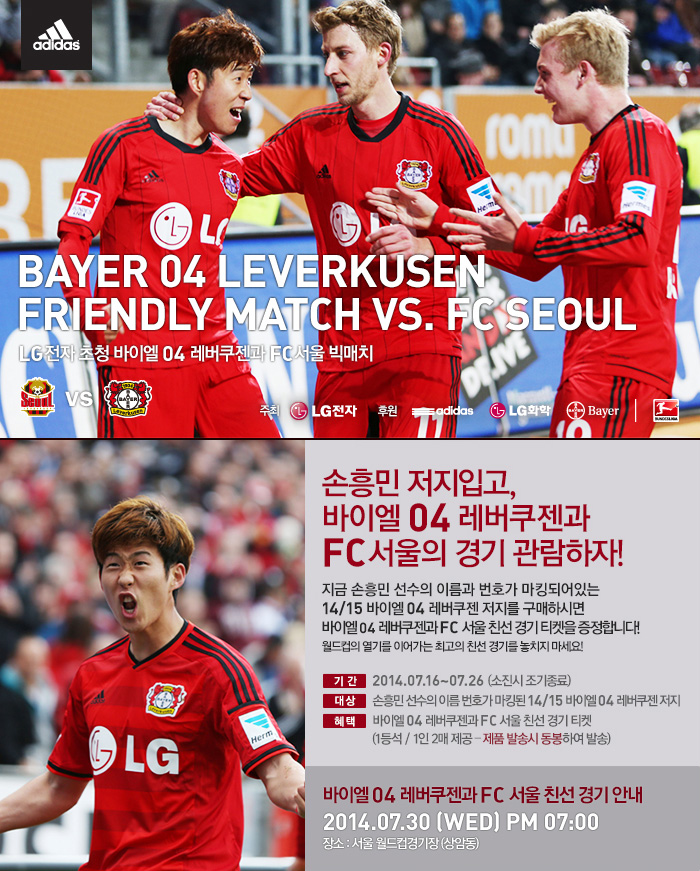 adidas
roma
LG
BAYER 04 LEVERKUSEN
FRIENDLY MATCH VS. FC SEOUL
LG전자 초청 바이엘 04 레버쿠젠과 FC서울 빅매치
Seoul VS BAYER Leverkusen
주최 LG전자 후원 adidas LG화학 Bayer BUNDESLIGA
손흥민 저지입고,
바이엘 04 레버쿠젠과
FC서울의 경기 관람하자!
지금 손흥민 선수의 이름과 번호가 마킹되어있는
14/15 바이엘 04 레버쿠젠 저지를 구매하시면
바이엘 04 레버쿠젠과 FC 서울 친선 경기 티켓을 증정합니다!
월드컵의 열기를 이어가는 최고의 친선 경기를 놓치지 마세요!
기 간 2014.07.16~07.26 (소진시 조기종료)
대상 손흥민 선수의 이름 번호가 마킹된 14/15 바이엘 04 레버쿠젠 저지
혜택 바이엘 04 레버쿠젠과 FC 서울 친선 경기 티켓
(1등석 / 1인 2매 제공 - 제품 발송시 동봉하여 발송)
LG
바이엘 04 레버쿠젠과 FC 서울 친선 경기 안내
2014.07.30 (WED) PM 07:00
장소 : 서울 월드컵경기장 (상암동)